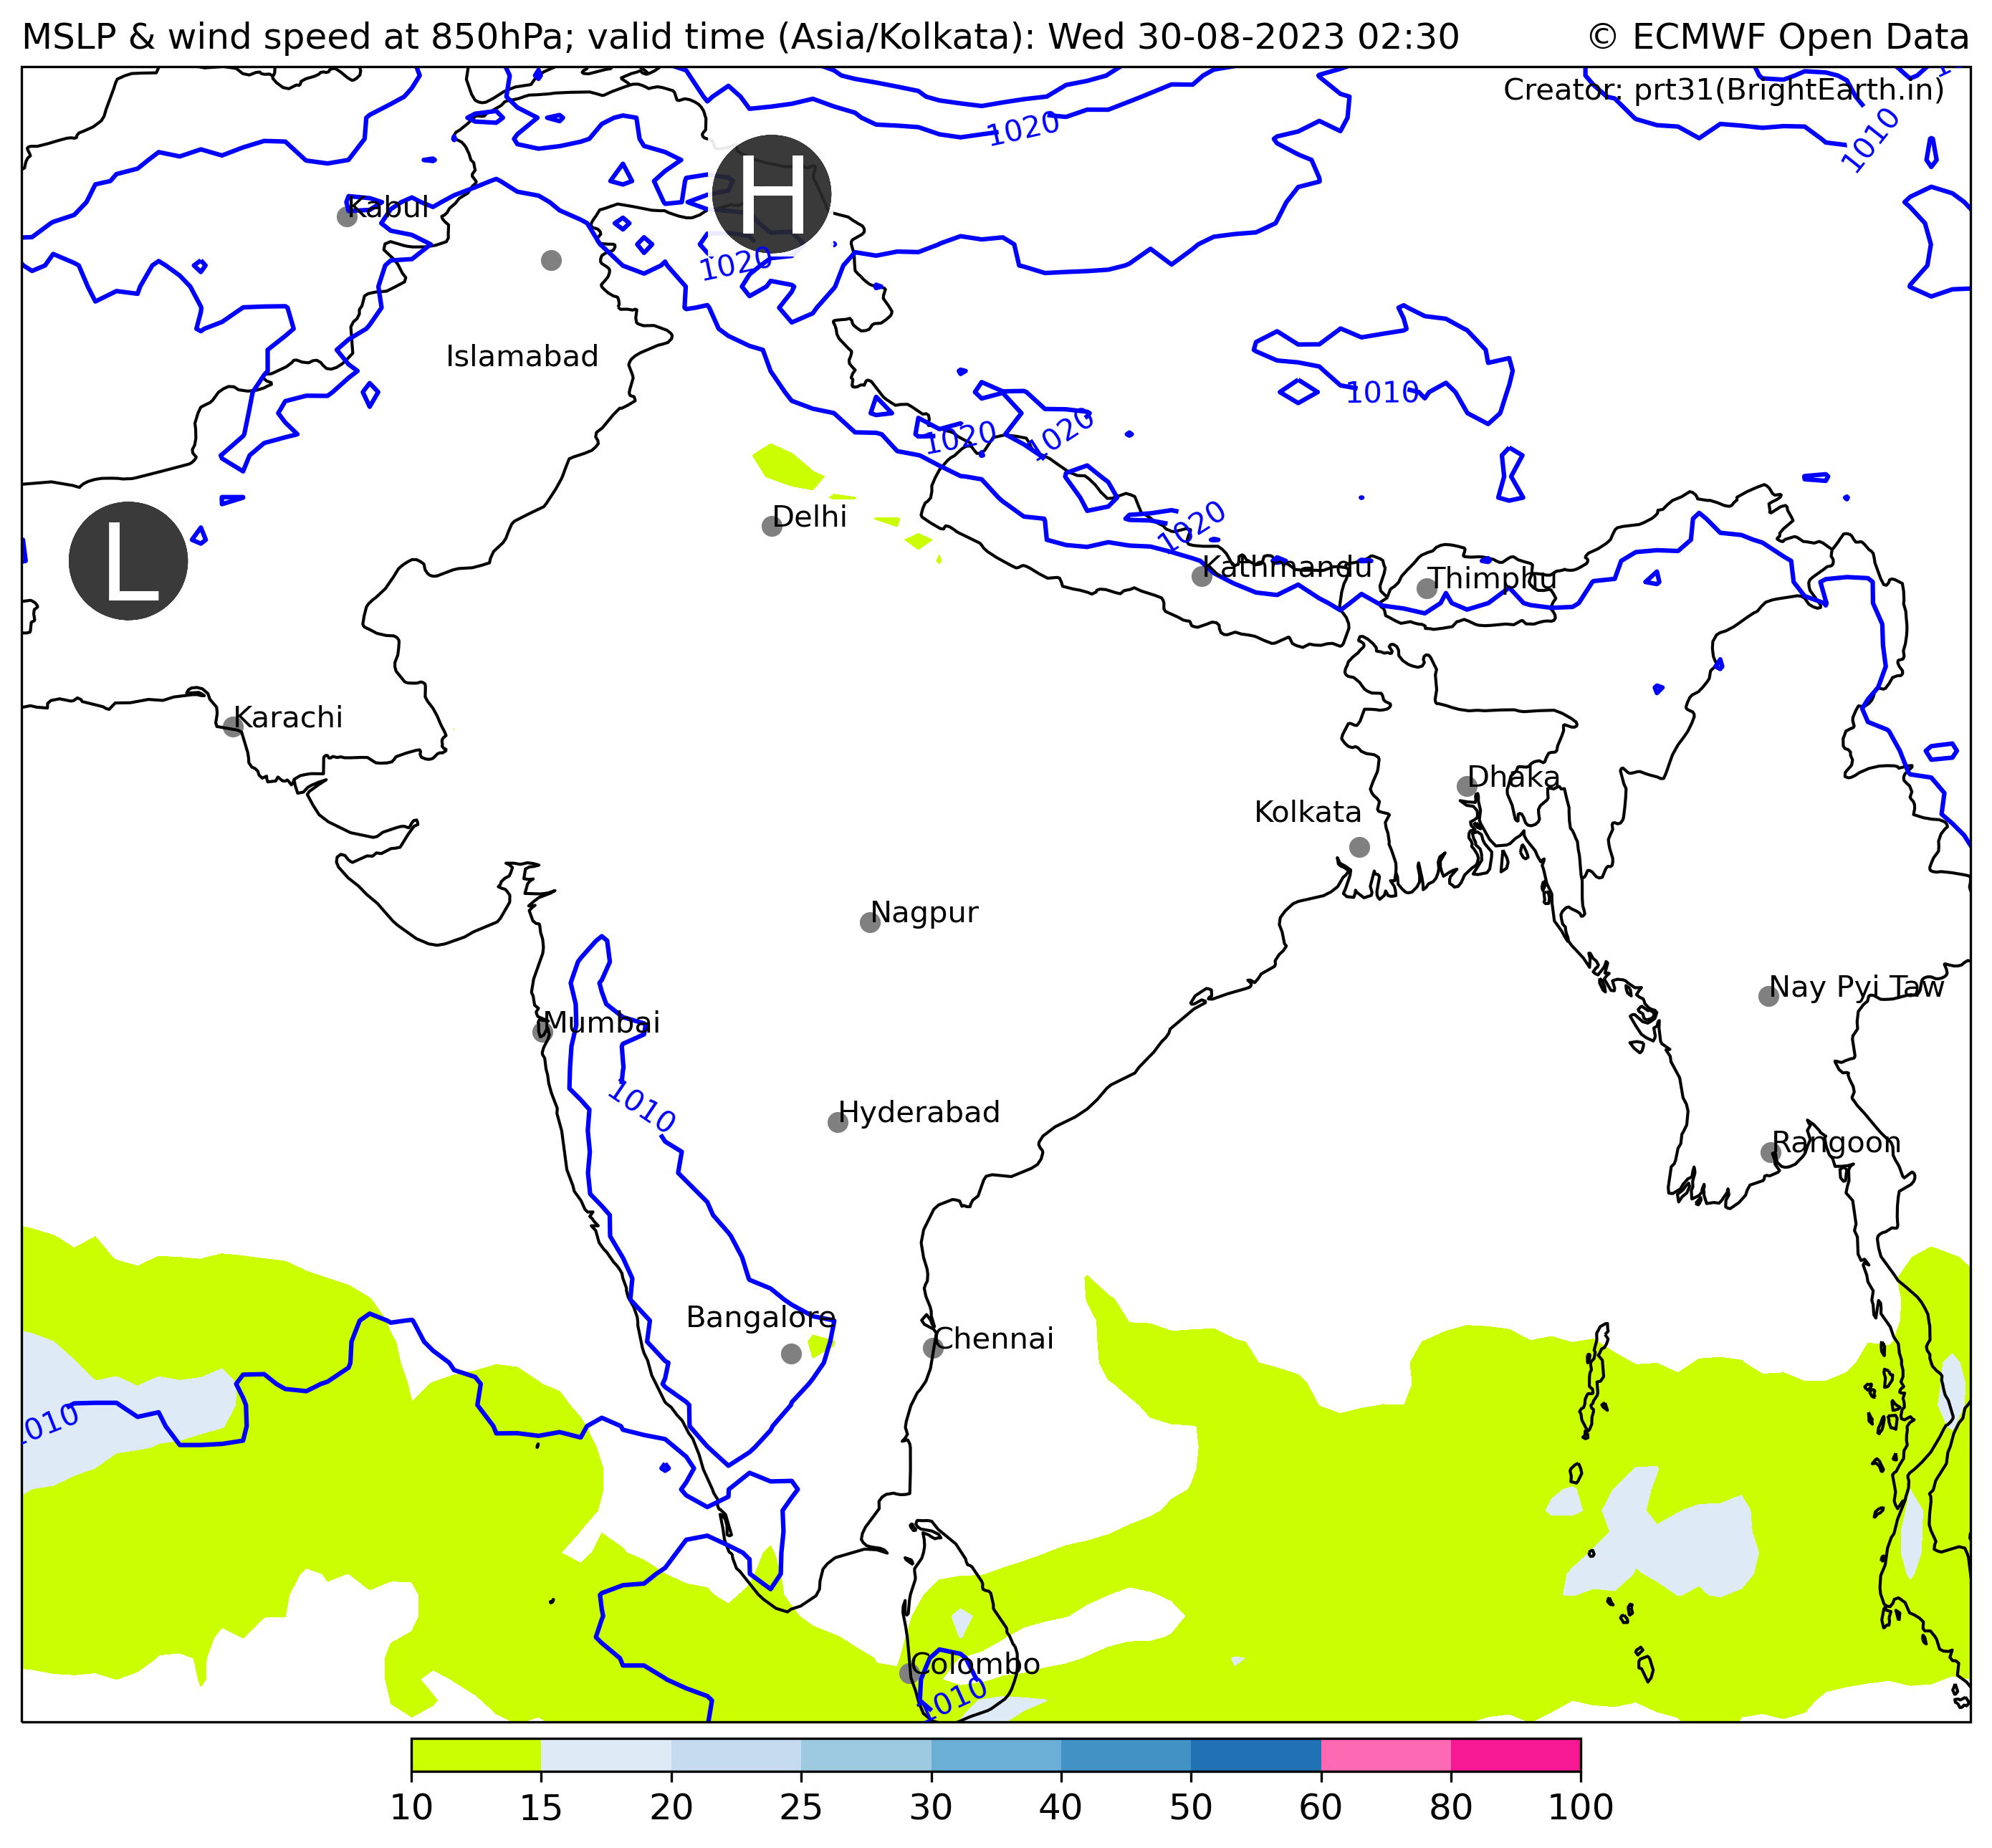 MSLP & wind speed at 850hPa; valid time (Asia/Kolkata): Wed 30-08-2023 02:30
© ECMWF Open Data
Creator: prt31(BrightEarth.in)
1020
1010
H
Kabul
1020
Islamabad
1010
1020
1020
Delhi
1020
L
Kathmandu
Thimphu
Karachi
Dhaka
Kolkata
Nagpur
Nay Pyi Taw
Mumbai
1010
Hyderabad
Rangoon
Bangalore
Chennai
1010
Colombo
1010
10 15 20 25 30 40 50 60 80 100